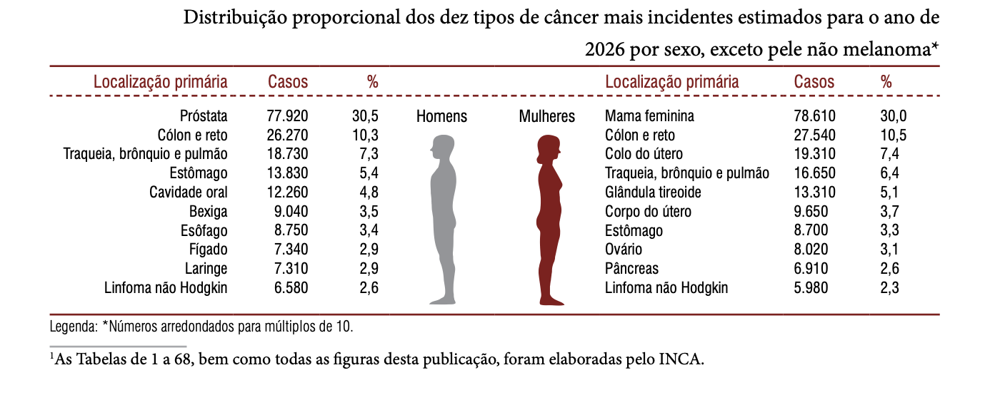 Distribuição proporcional dos dez tipos de câncer mais incidentes estimados para o ano de
2026 por sexo, exceto pele não melanoma*
Localização primária Casos % Localização primária Casos %
Próstata 77.920 30,5 Homens Mulheres Mama feminina 78.610 30,0
Cólon e reto 26.270 10,3 Cólon e reto 27.540 10,5
Traqueia, brônquio e pulmão 18.730 7,3 Colo do útero 19.310 7,4
Estômago 13.830 5,4 Traqueia, brônquio e pulmão 16.650 6,4
Cavidade oral 12.260 4,8 Glândula tireoide 13.310 5,1
Bexiga 9.040 3,5 Corpo do útero 9.650 3,7
Esôfago 8.750 3,4 Estômago 8.700 3,3
Fígado 7.340 2,9 Ovário 8.020 3,1
Laringe 7.310 2,9 Pâncreas 6.910 2,6
Linfoma não Hodgkin 6.580 2,6 Linfoma não Hodgkin 5.980 2,3
Legenda: *Números arredondados para múltiplos de 10.
¹As Tabelas de 1 a 68, bem como todas as figuras desta publicação, foram elaboradas pelo INCA.